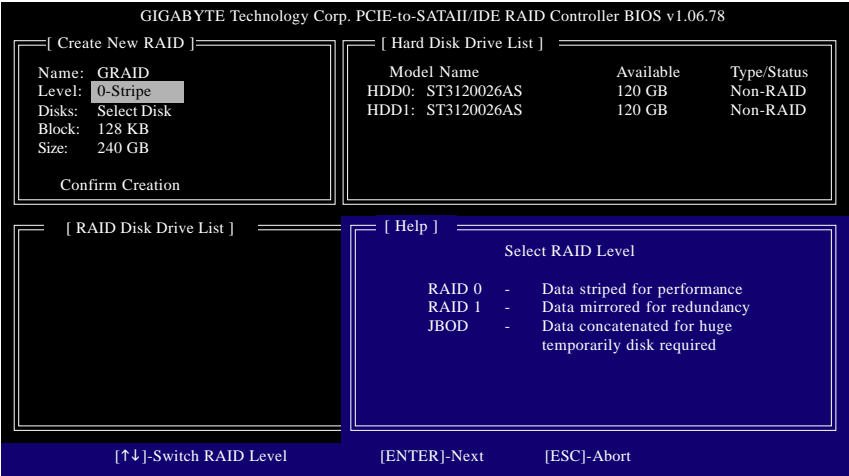 GIGABYTE Technology Corp. PCIE-to-SATAII/IDE RAID Controller BIOS v1.06.78
[ Create New RAID ]
Name: GRAID
Level: 0-Stripe
Disks: Select Disk
Block: 128 KB
Size: 240 GB
Confirm Creation
[ Hard Disk Drive List ]
Model Name Available Type/Status
HDD0: ST3120026AS 120 GB Non-RAID
HDD1: ST3120026AS 120 GB Non-RAID
[ RAID Disk Drive List ]
[ Help ]
Select RAID Level
RAID 0 - Data striped for performance
RAID 1 - Data mirrored for redundancy
JBOD - Data concatenated for huge
temporarily disk required
[↑↓]-Switch RAID Level [ENTER]-Next [ESC]-Abort